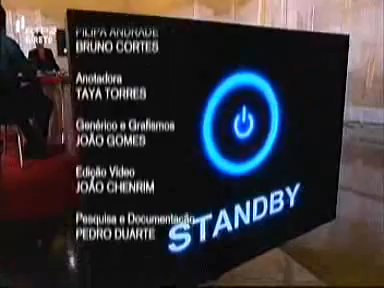 FILIPA ANDRADE
BRUNO CORTES
Anotadora
TAYA TORRES
Genérico e Grafismos
JOÃO GOMES
Edição Vídeo
JOÃO CHENRIM
Pesquisa e Documentação
PEDRO DUARTE
STANDBY
DIRETO